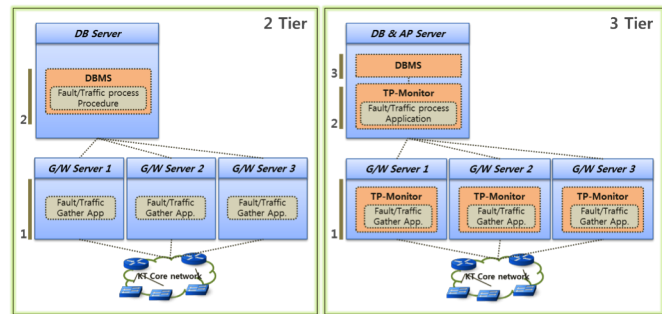 2 Tier
DB Server
DBMS
Fault/Traffic process
Procedure
2
G/W Server 1
G/W Server 2
G/W Server 3
Fault/Traffic
Gather App
Fault/Traffic
Gather App.
Fault/Traffic
Gather App.
1
KT Core network
3 Tier
DB & AP Server
DBMS
3
TP-Monitor
Fault/Traffic process
Application
2
G/W Server 1
G/W Server 2
G/W Server 3
TP-Monitor
Fault/Traffic
Gather App.
TP-Monitor
Fault/Traffic
Gather App.
TP-Monitor
Fault/Traffic
Gather App.
1
KT Core network